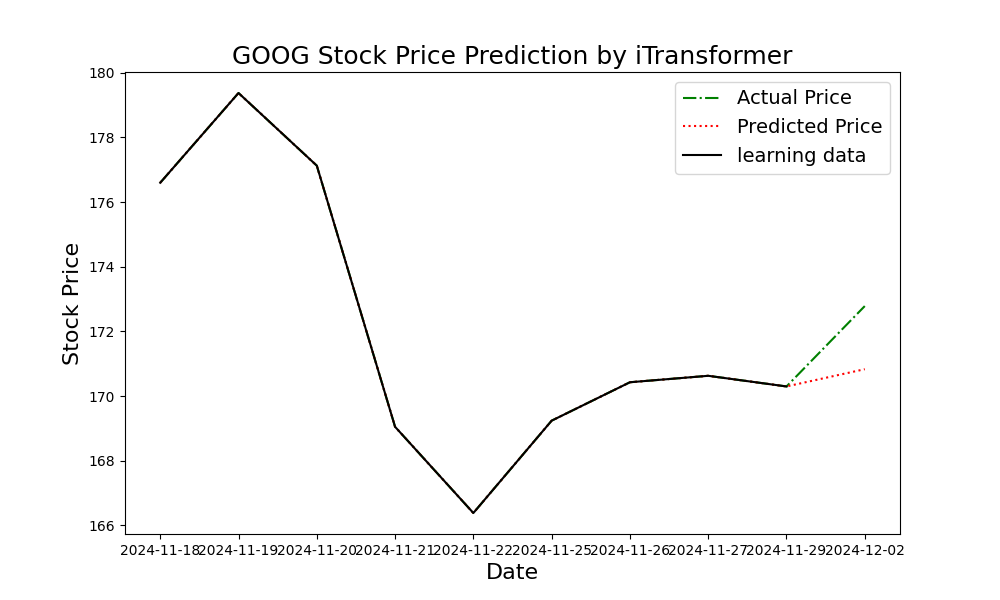 GOOG Stock Price Prediction by iTransformer
Actual Price
Predicted Price
learning data
180
178
176
174
172
170
168
166
Stock Price
2024-11-18 2024-11-19 2024-11-20 2024-11-21 2024-11-22 2024-11-25 2024-11-26 2024-11-27 2024-11-29 2024-12-02
Date